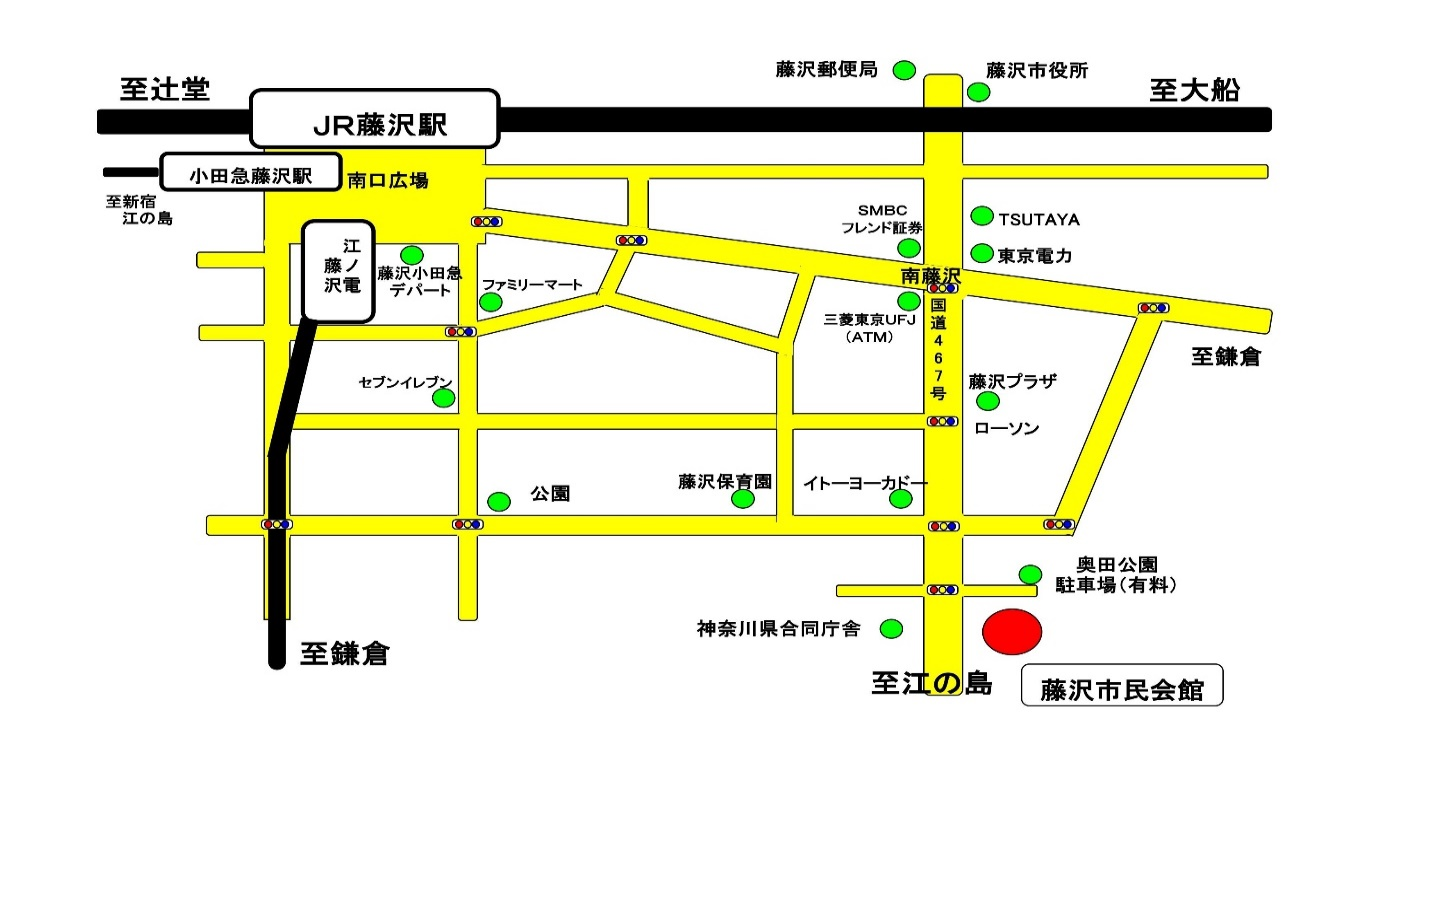 藤沢郵便局
藤沢市役所
至辻堂
至大船
JR藤沢駅
小田急藤沢駅
南口広場
至新宿
江の島
SMBC
フレンド証券
TSUTAYA
東京電力
江ノ電
藤沢
藤沢小田急
デパート
ファミリーマート
南藤沢
国道467号
三菱東京UFJ
(ATM)
至鎌倉
セブンイレブン
藤沢プラザ
ローソン
公園
藤沢保育園
イトーヨーカドー
奥田公園
駐車場(有料)
神奈川県合同庁舎
至鎌倉
至江の島
藤沢市民会館